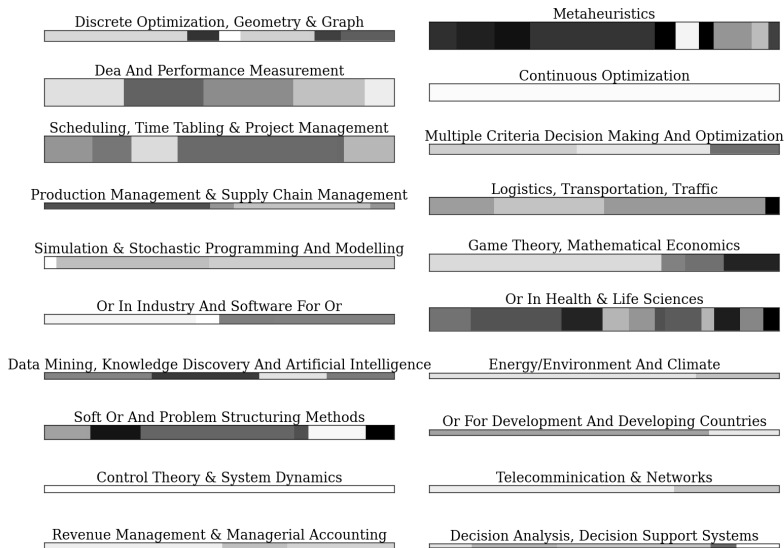 Discrete Optimization, Geometry & Graph
Metaheuristics
Dea And Performance Measurement
Continuous Optimization
Scheduling, Time Tabling & Project Management
Multiple Criteria Decision Making And Optimization
Production Management & Supply Chain Management
Logistics, Transportation, Traffic
Simulation & Stochastic Programming And Modelling
Game Theory, Mathematical Economics
Or In Industry And Software For Or
Or In Health & Life Sciences
Data Mining, Knowledge Discovery And Artificial Intelligence
Energy/Environment And Climate
Soft Or And Problem Structuring Methods
Or For Development And Developing Countries
Control Theory & System Dynamics
Telecomminication & Networks
Revenue Management & Managerial Accounting
Decision Analysis, Decision Support Systems